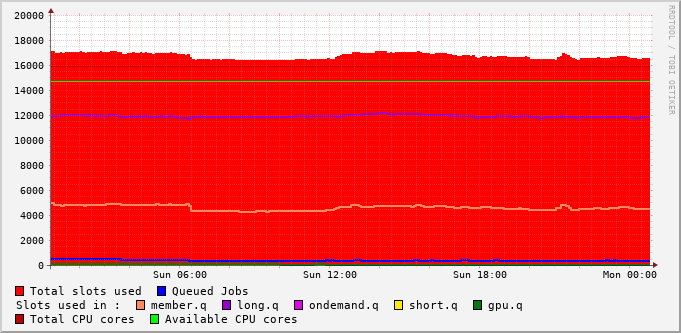 20000
18000
16000
14000
12000
10000
8000
6000
4000
2000
0
Sun 06:00 Sun 12:00 Sun 18:00 Mon 00:00
RRDTOOL / TOBI OETIKER
Total slots used Queued Jobs
Slots used in : member.q long.q ondemand.q short.q gpu.q
Total CPU cores Available CPU cores